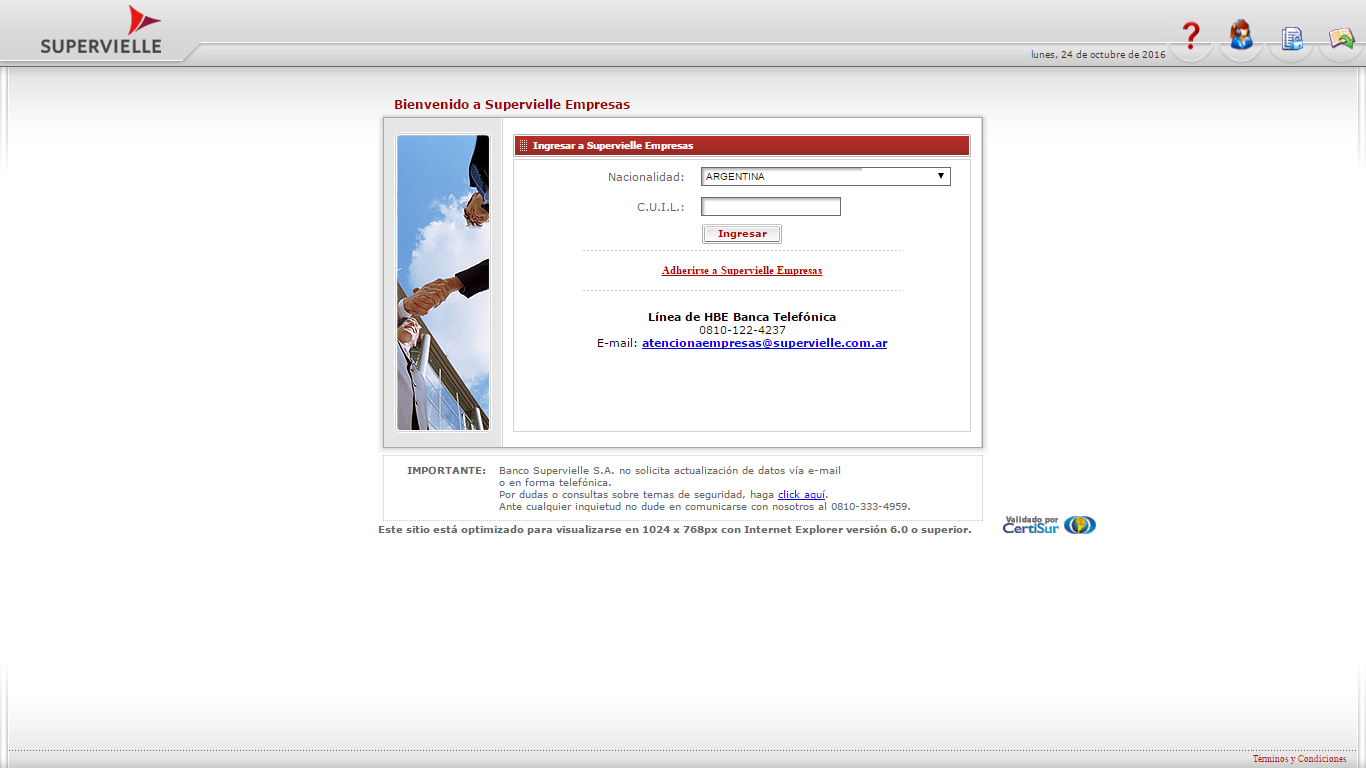 SUPERVIELLE
lunes, 24 de octubre de 2016
Bienvenido a Supervielle Empresas
Ingresar a Supervielle Empresas
Nacionalidad: ARGENTINA
C.U.I.L.:
Ingresar
Adherirse a Supervielle Empresas
Línea de HBE Banca Telefónica
0810-122-4237
E-mail: atencionaempresas@supervielle.com.ar
IMPORTANTE: Banco Supervielle S.A. no solicita actualización de datos vía e-mail
o en forma telefónica.
Por dudas o consultas sobre temas de seguridad, haga click aquí.
Ante cualquier inquietud no dude en comunicarse con nosotros al 0810-333-4959.
Validado por
CertiSur
Este sitio está optimizado para visualizarse en 1024 x 768px con Internet Explorer versión 6.0 o superior.
Términos y Condiciones